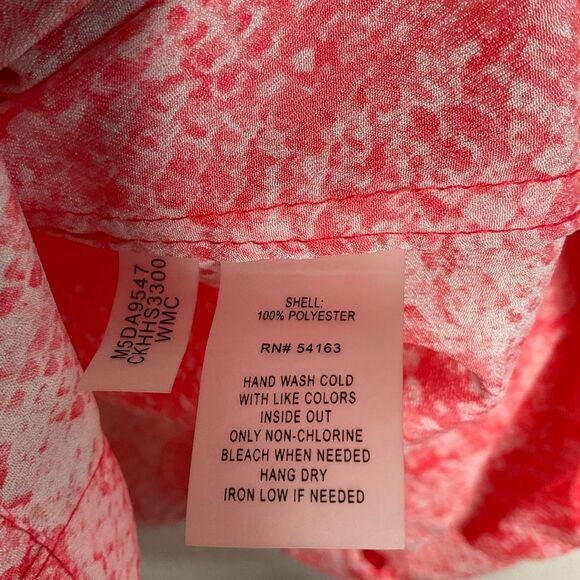 M5DA9547
CKHHS3300
WMC
SHELL:
100% POLYESTER
RN# 54163
HAND WASH COLD
WITH LIKE COLORS
INSIDE OUT
ONLY NON-CHLORINE
BLEACH WHEN NEEDED
HANG DRY
IRON LOW IF NEEDED